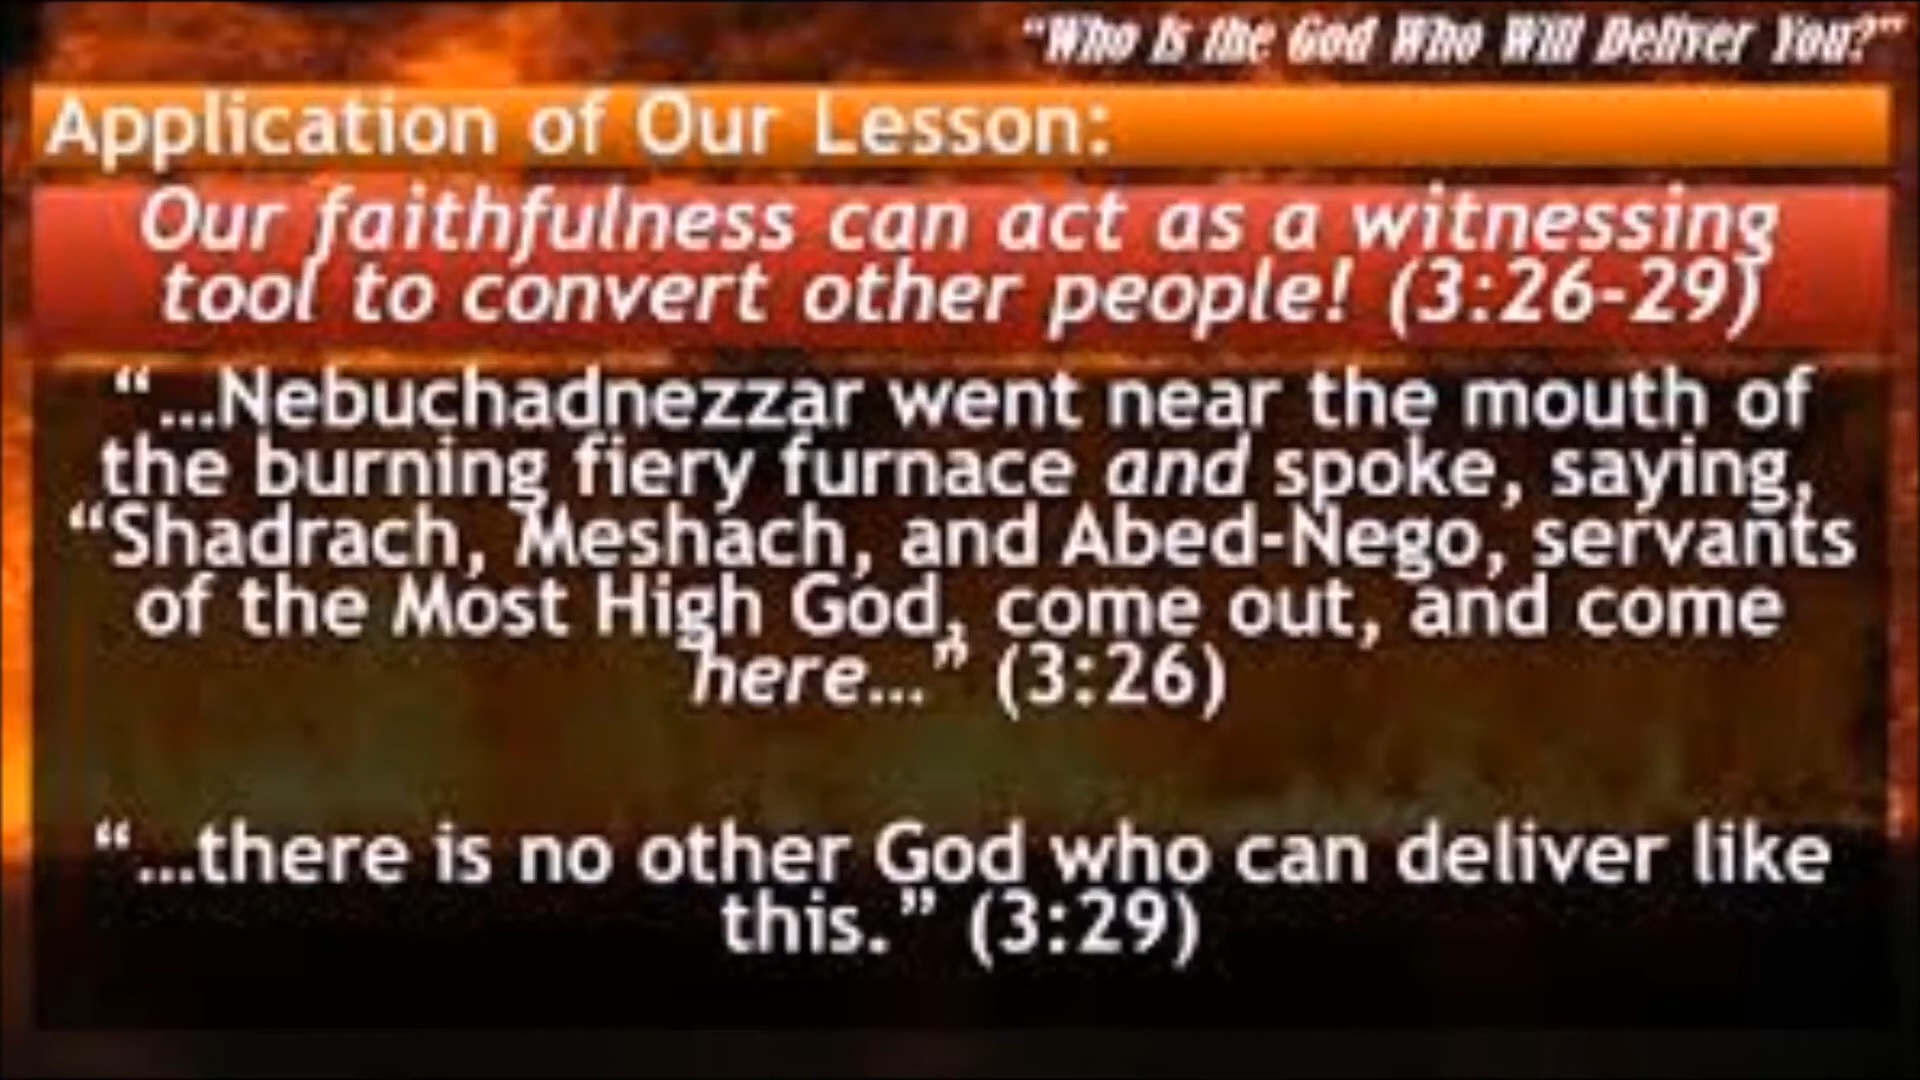 “Who Is the God Who Will Deliver You?”
Application of Our Lesson:
Our faithfulness can act as a witnessing
tool to convert other people! (3:26-29)
“…Nebuchadnezzar went near the mouth of
the burning fiery furnace and spoke, saying,
“Shadrach, Meshach, and Abed-Nego, servants
of the Most High God, come out, and come
here…” (3:26)
“…there is no other God who can deliver like
this.” (3:29)